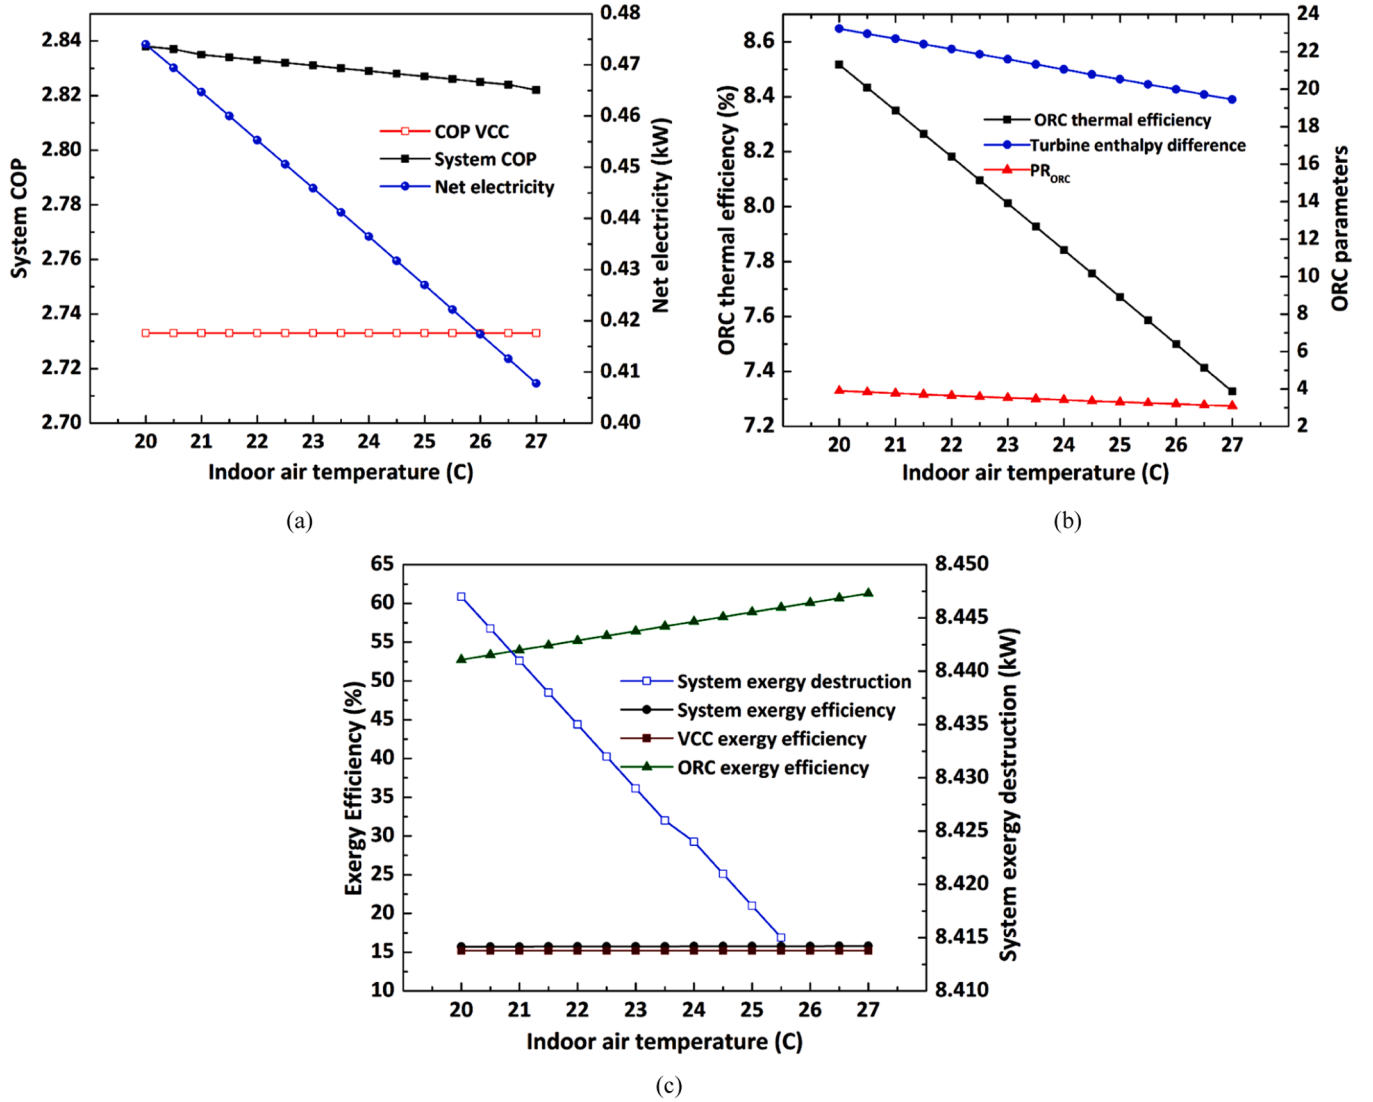 2.84
2.82
2.80
2.78
2.76
2.74
2.72
2.70
System COP
0.48
0.47
0.46
0.45
0.44
0.43
0.42
0.41
0.40
Net electricity (kW)
COP VCC
System COP
Net electricity
20 21 22 23 24 25 26 27
Indoor air temperature (C)
(a)
8.6
8.4
8.2
8.0
7.8
7.6
7.4
7.2
ORC thermal efficiency (%)
24
22
20
18
16
14
12
10
8
6
4
2
ORC parameters
ORC thermal efficiency
Turbine enthalpy difference
PR_ORC
20 21 22 23 24 25 26 27
Indoor air temperature (C)
(b)
65
60
55
50
45
40
35
30
25
20
15
10
Exergy Efficiency (%)
8.450
8.445
8.440
8.435
8.430
8.425
8.420
8.415
8.410
System exergy destruction (kW)
System exergy destruction
System exergy efficiency
VCC exergy efficiency
ORC exergy efficiency
20 21 22 23 24 25 26 27
Indoor air temperature (C)
(c)